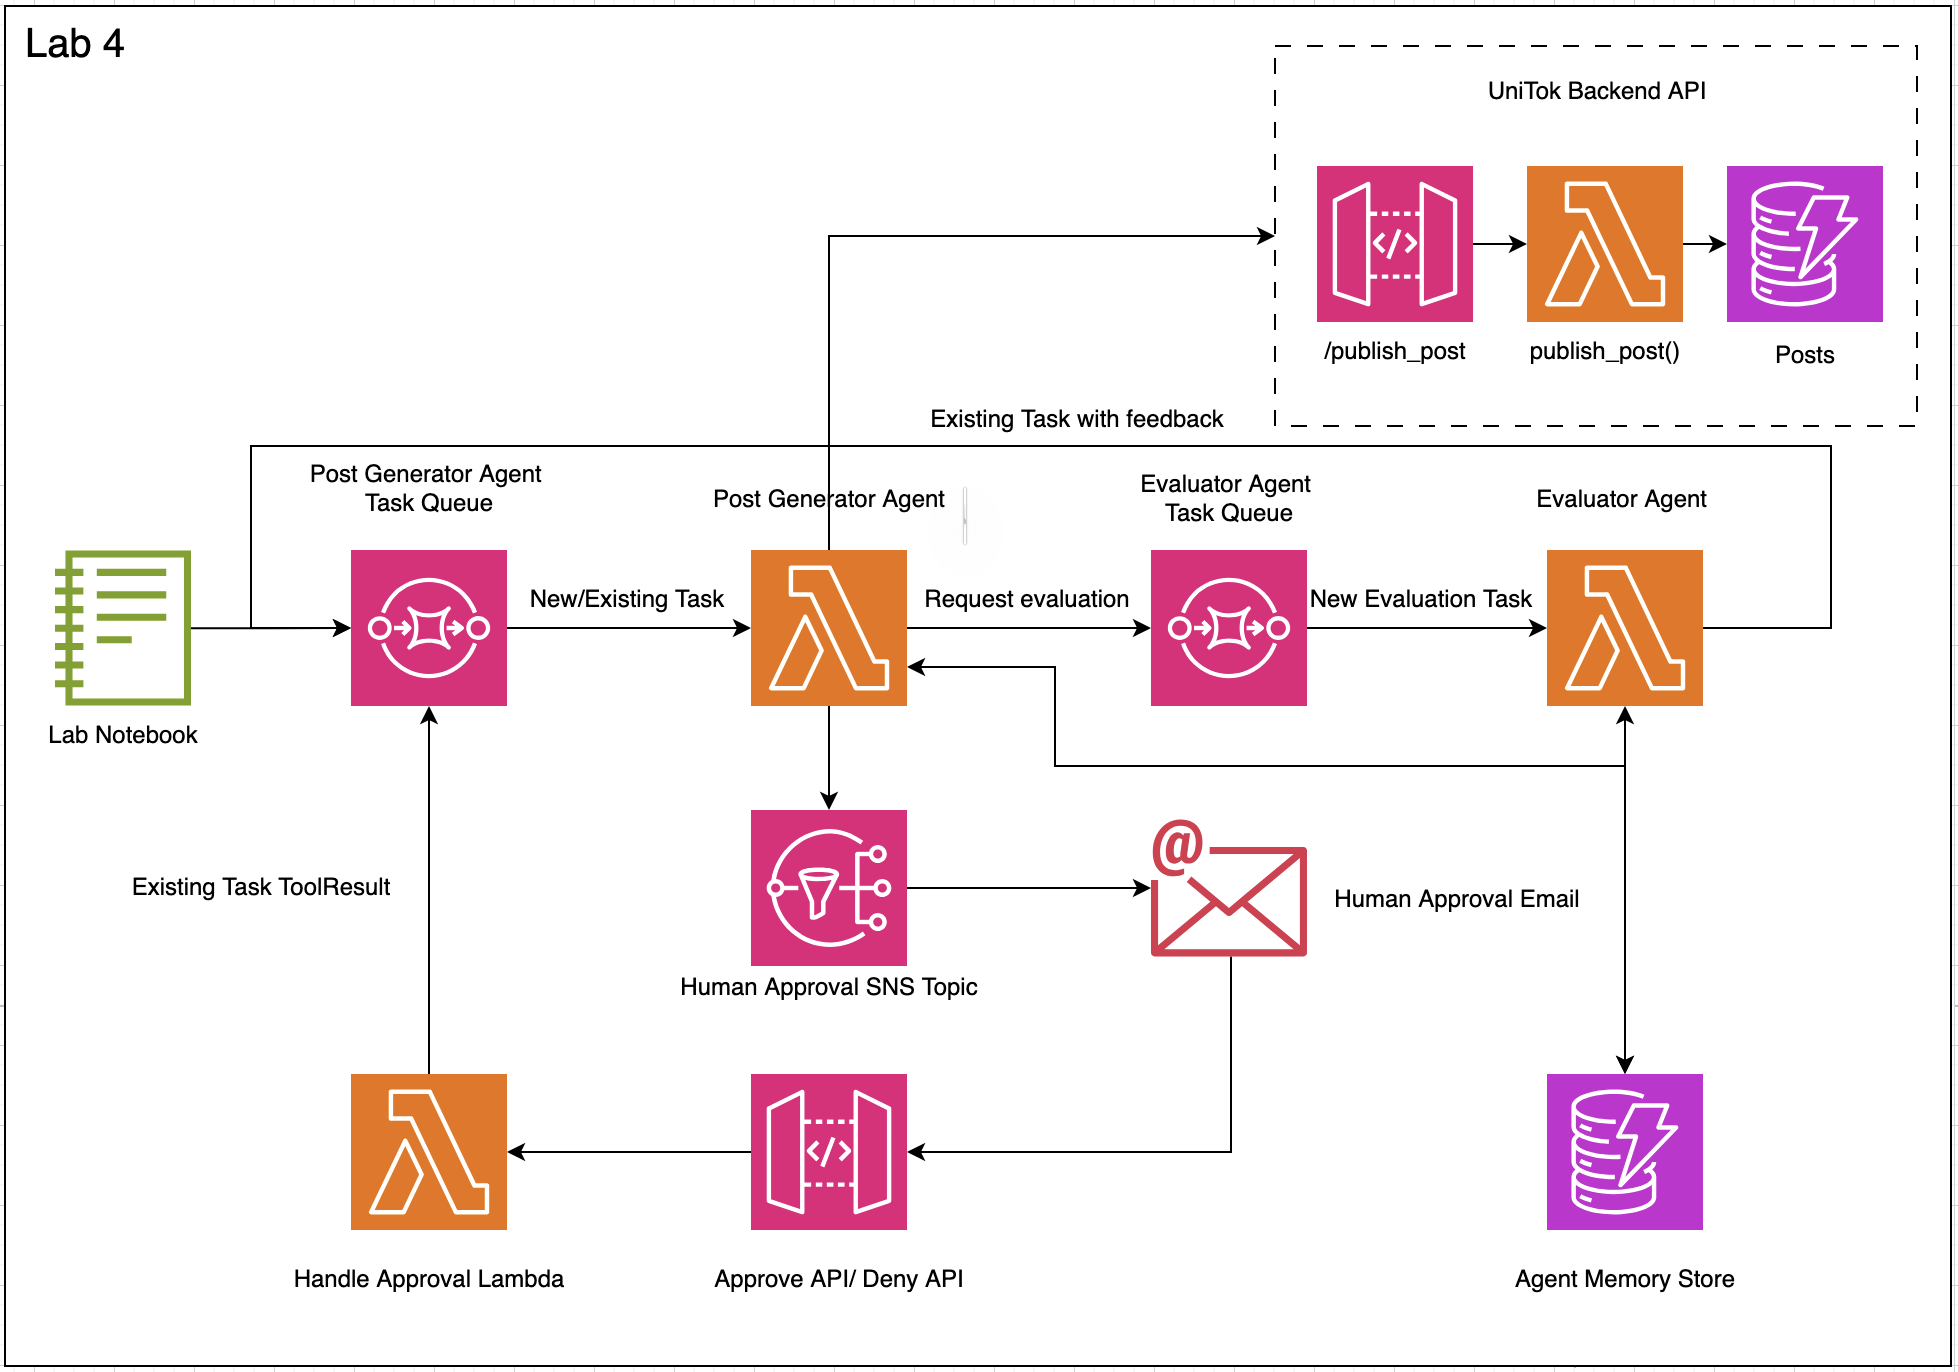 Lab 4
UniTok Backend API
/publish_post
publish_post()
Posts
Existing Task with feedback
Post Generator Agent
Task Queue
Post Generator Agent
Evaluator Agent
Task Queue
Evaluator Agent
New/Existing Task
Request evaluation
New Evaluation Task
Lab Notebook
Existing Task ToolResult
@
Human Approval Email
Human Approval SNS Topic
Handle Approval Lambda
Approve API/ Deny API
Agent Memory Store